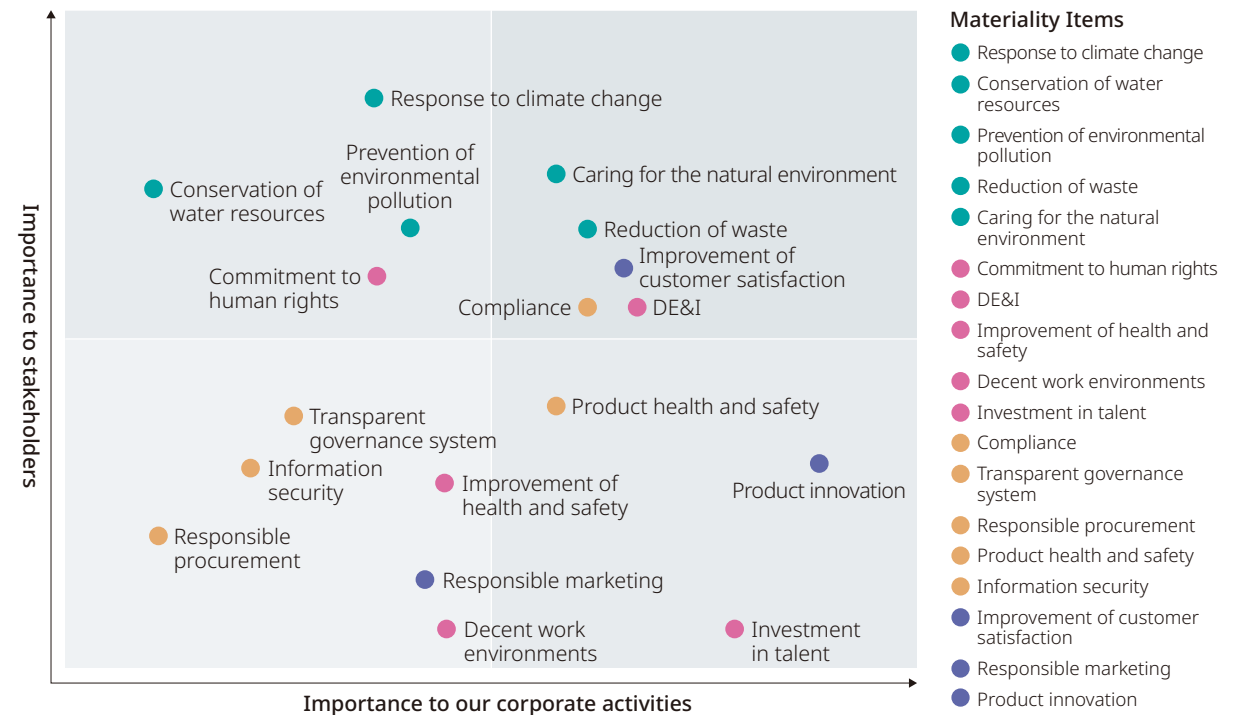 Importance to stakeholders
Response to climate change
Prevention of
environmental
pollution
Conservation of
water resources
Caring for the natural environment
Reduction of waste
Improvement of
customer satisfaction
Commitment to
human rights
Compliance
DE&I
Transparent
governance system
Product health and safety
Information
security
Improvement of
health and safety
Product innovation
Responsible
procurement
Responsible marketing
Decent work
environments
Investment
in talent
Importance to our corporate activities
Materiality Items
Response to climate change
Conservation of water
resources
Prevention of environmental
pollution
Reduction of waste
Caring for the natural
environment
Commitment to human rights
DE&I
Improvement of health and
safety
Decent work environments
Investment in talent
Compliance
Transparent governance
system
Responsible procurement
Product health and safety
Information security
Improvement of customer
satisfaction
Responsible marketing
Product innovation